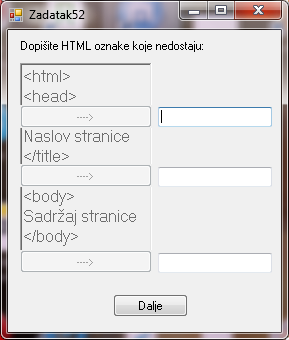 Zadatak52
Dopišite HTML oznake koje nedostaju:
<html>
<head>
---->
Naslov stranice
</title>
---->
<body>
Sadržaj stranice
</body>
---->
Dalje